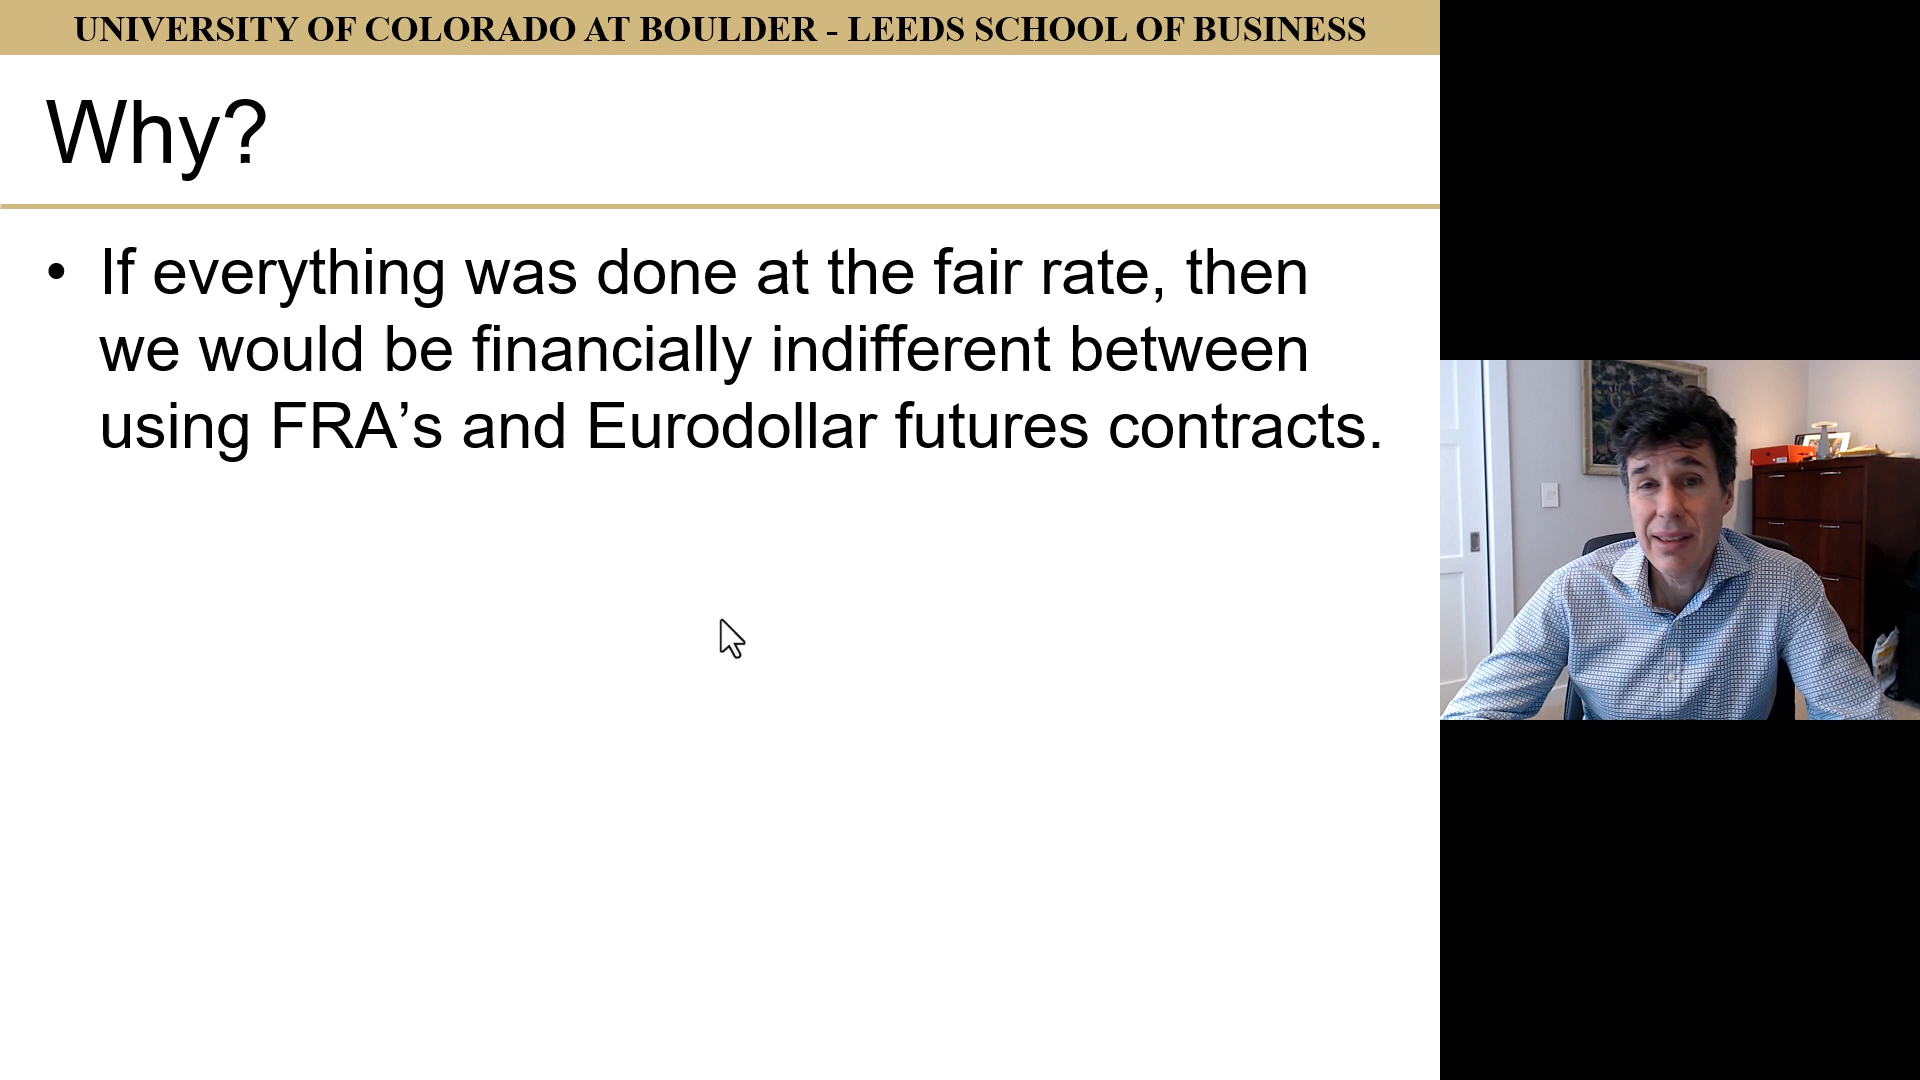 UNIVERSITY OF COLORADO AT BOULDER - LEEDS SCHOOL OF BUSINESS
Why?
• If everything was done at the fair rate, then
we would be financially indifferent between
using FRA’s and Eurodollar futures contracts.